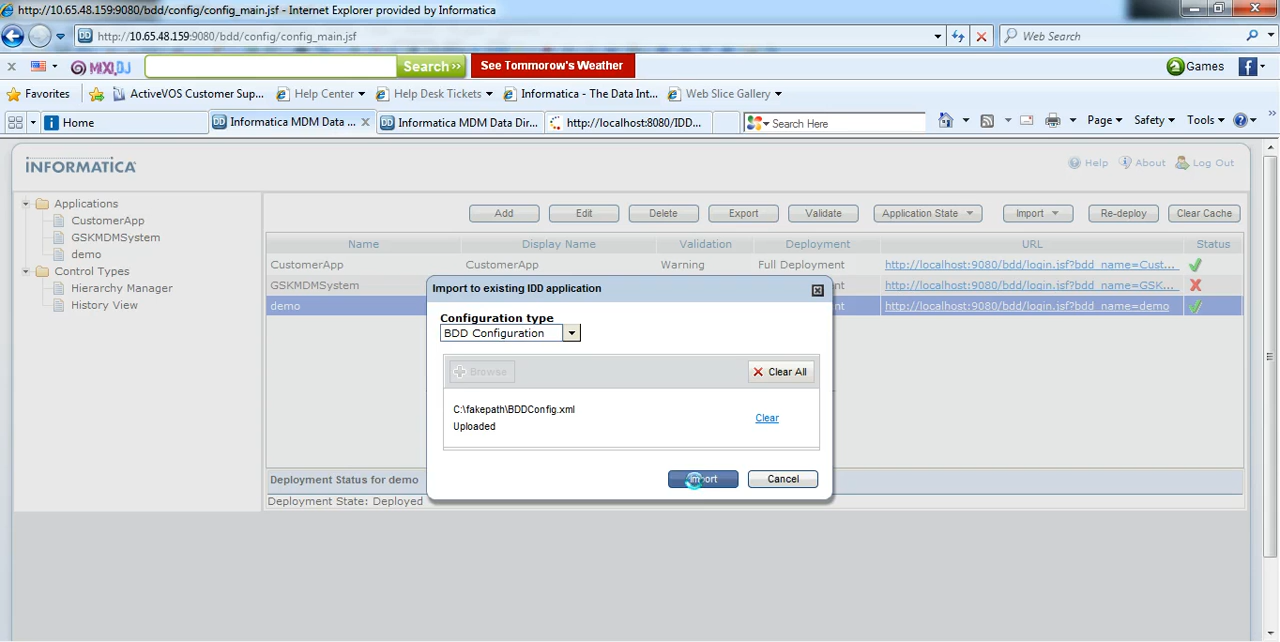 http://10.65.48.159:9080/bdd/config/config_main.jsf - Internet Explorer provided by Informatica
http://10.65.48.159:9080/bdd/config/config_main.jsf
Web Search
MIXI.DJ
Search>>
See Tommorow's Weather
Games
Favorites
ActiveVOS Customer Sup...
Help Center
Help Desk Tickets
Informatica - The Data Int...
Web Slice Gallery
Home
Informatica MDM Data ...
Informatica MDM Data Dir...
http://localhost:8080/IDD...
Search Here
Page
Safety
Tools
INFORMATICA
Help
About
Log Out
Applications
CustomerApp
GSKMDMSystem
demo
Control Types
Hierarchy Manager
History View
Add
Edit
Delete
Export
Validate
Application State
Import
Re-deploy
Clear Cache
Name
Display Name
Validation
Deployment
URL
Status
CustomerApp
CustomerApp
Warning
Full Deployment
http://localhost:9080/bdd/login.jsf?bdd_name=Cust...
GSKMDMSystem
http://localhost:9080/bdd/login.jsf?bdd_name=GSK...
demo
http://localhost:9080/bdd/login.jsf?bdd_name=demo
Import to existing IDD application
Configuration type
BDD Configuration
Browse
Clear All
C:\fakepath\BDDConfig.xml
Uploaded
Clear
Import
Cancel
Deployment Status for demo
Deployment State: Deployed